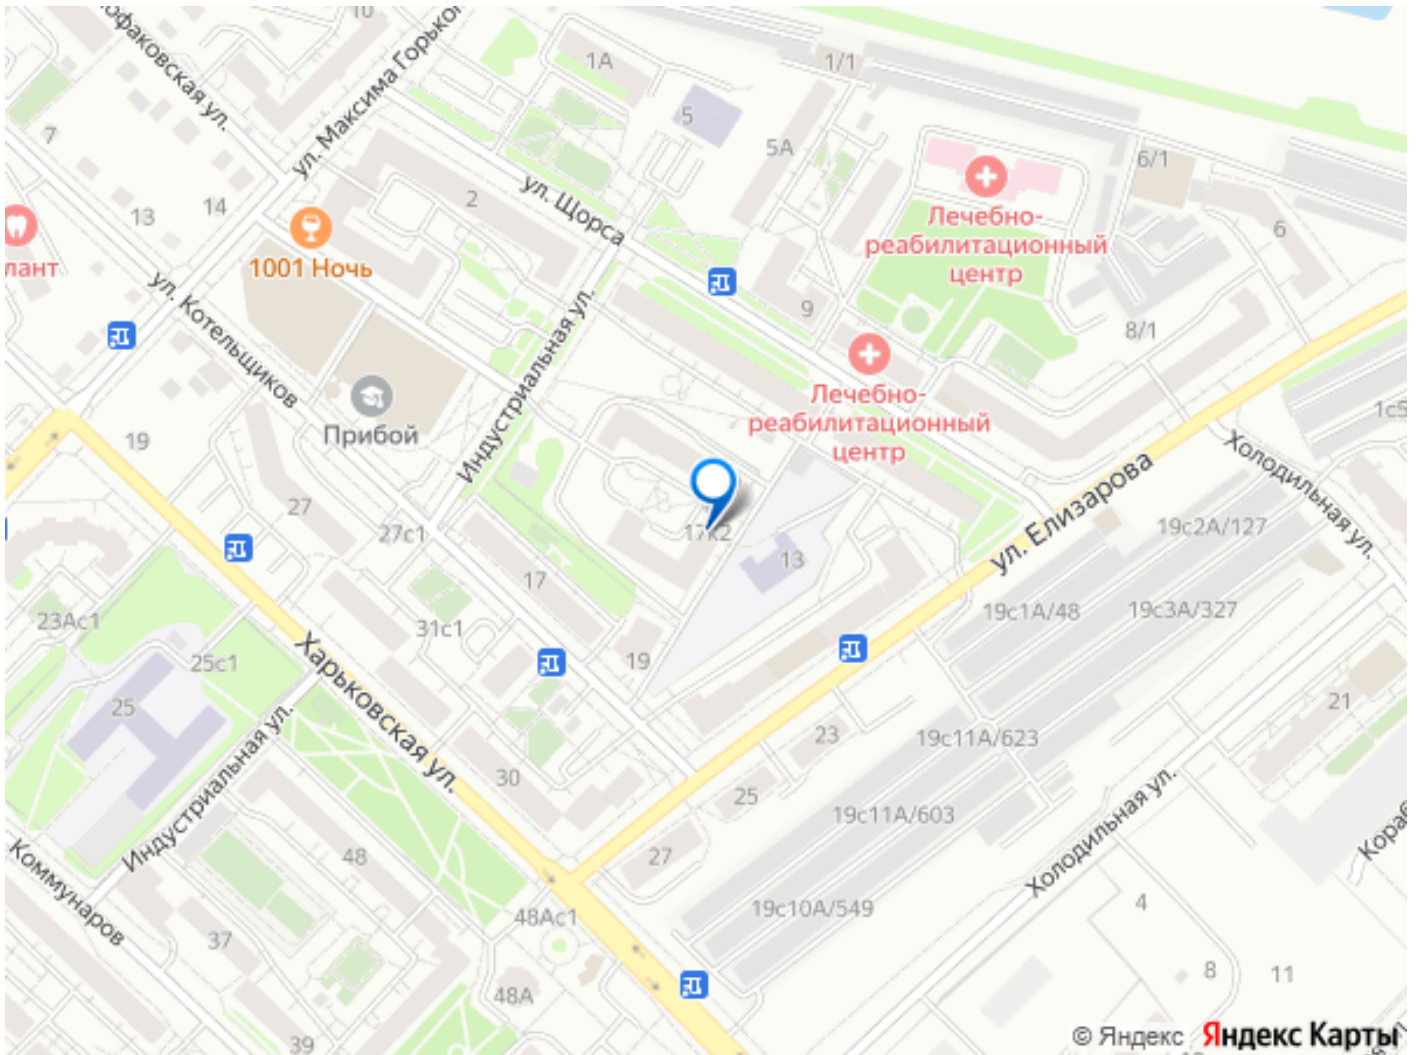 10
1А
1/1
ул. Максима Горько
офаковская ул.
7
5
5А
6/1
2
ул. Щорса
Лечебно-
реабилитационный
центр
6
13
14
1001 Ночь
лант
ул. Котельщиков
Индустриальная ул.
9
8/1
Лечебно-
реабилитационный
центр
Прибой
19
1с5
Холодильная ул.
ул. Елизарова
27
27с1
17к2
13
19с2А/127
17
19с1А/48
19с3А/327
23Ас1
31с1
25с1
19
Харьковская ул.
25
Индустриальная ул.
21
23
19с11А/623
30
25
19с11А/603
Холодильная ул.
Кораб
48
27
Коммунаров
19с10А/549
4
48Ас1
37
8
11
48А
39
© Яндекс
Яндекс Карты